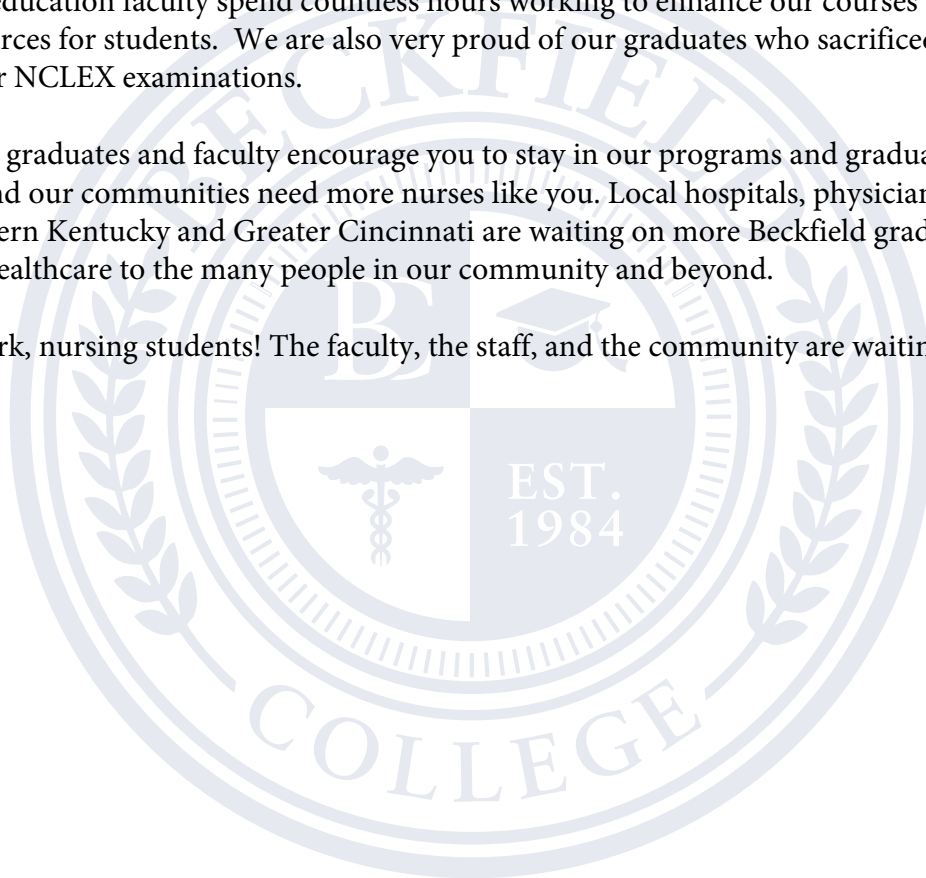 education faculty spend countless hours working to enhance our courses
rces for students.  We are also very proud of our graduates who sacrificed
r NCLEX examinations.
graduates and faculty encourage you to stay in our programs and gradua
nd our communities need more nurses like you. Local hospitals, physician
ern Kentucky and Greater Cincinnati are waiting on more Beckfield grad
ealthcare to the many people in our community and beyond.
rk, nursing students! The faculty, the staff, and the community are waitin
BECKFIEL
BC
EST.
1984
COLLEGE